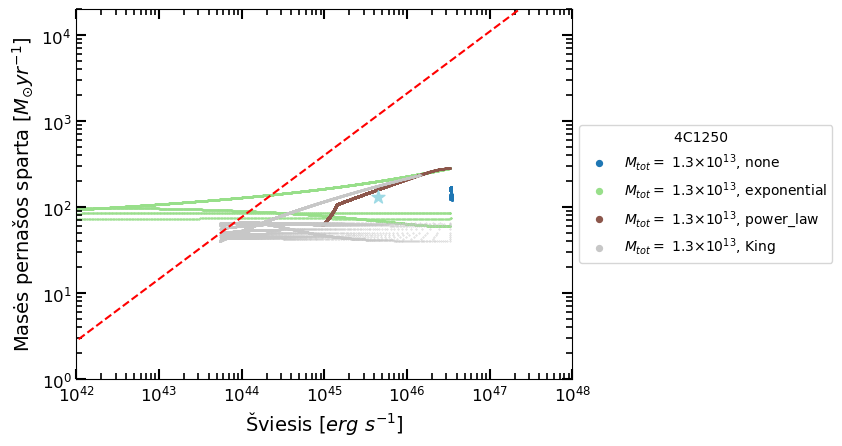 10⁴
10³
10²
10¹
10⁰
Masės pernašos sparta [M⊙yr⁻¹]
10⁴² 10⁴³ 10⁴⁴ 10⁴⁵ 10⁴⁶ 10⁴⁷ 10⁴⁸
Šviesis [erg s⁻¹]
4C1250
M_tot = 1.3×10¹³, none
M_tot = 1.3×10¹³, exponential
M_tot = 1.3×10¹³, power_law
M_tot = 1.3×10¹³, King